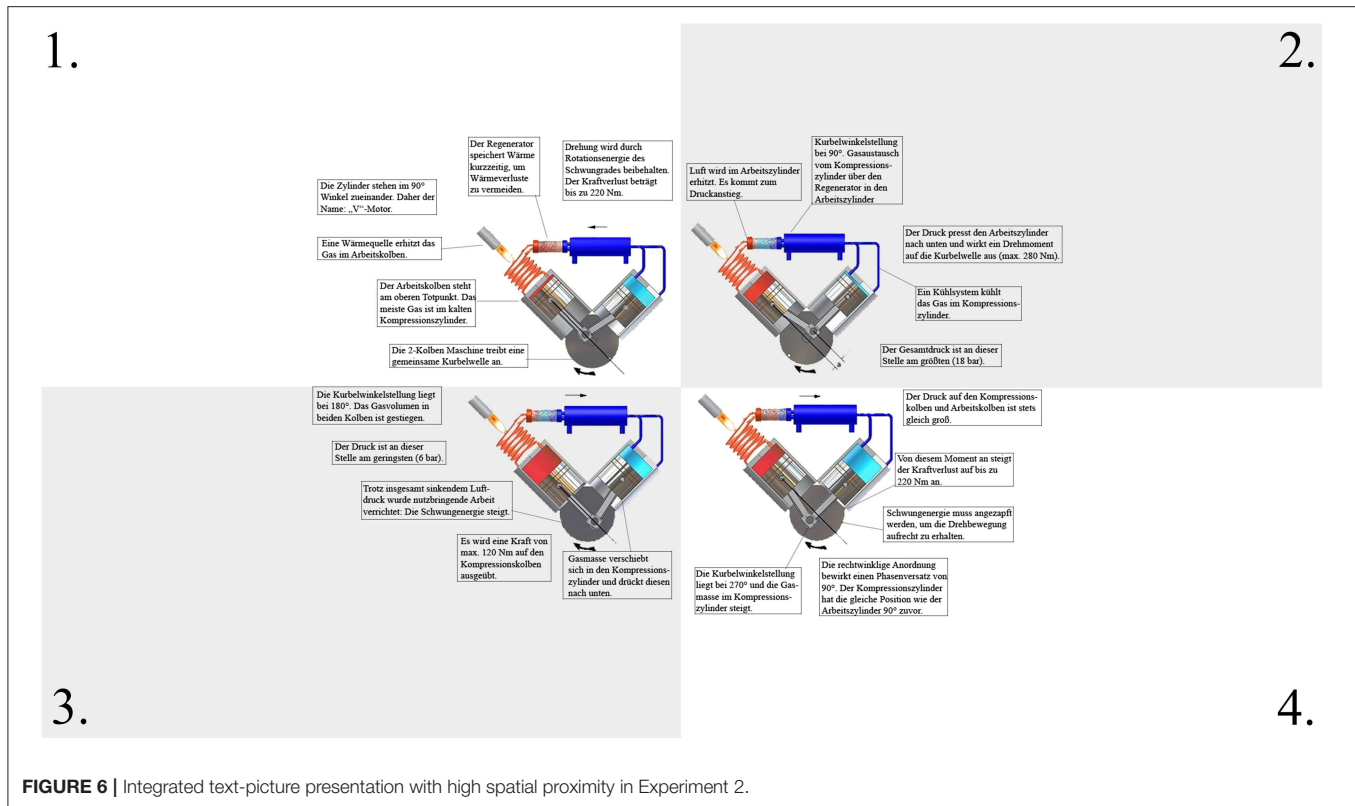 1.
Der Regenerator
speichert Wärme
kurzzeitig, um
Wärmeverluste
zu vermeiden.
Drehung wird durch
Rotationsenergie des
Schwungrades beibehalten.
Der Kraftverlust beträgt
bis zu 220 Nm.
Die Zylinder stehen im 90°
Winkel zueinander. Daher der
Name: „V“-Motor.
Eine Wärmequelle erhitzt das
Gas im Arbeitskolben.
Der Arbeitskolben steht
am oberen Totpunkt. Das
meiste Gas ist im kalten
Kompressionszylinder.
Die 2-Kolben Maschine treibt eine
gemeinsame Kurbelwelle an.
2.
Luft wird im Arbeitszylinder
erhitzt. Es kommt zum
Druckanstieg.
Kurbelwinkelstellung
bei 90°. Gasaustausch
vom Kompressions-
zylinder über den
Regenerator in den
Arbeitszylinder
Der Druck presst den Arbeitzylinder
nach unten und wirkt ein Drehmoment
auf die Kurbelwelle aus (max. 280 Nm).
Ein Kühlsystem kühlt
das Gas im Kompressions-
zylinder.
Der Gesamtdruck ist an dieser
Stelle am größten (18 bar).
3.
Die Kurbelwinkelstellung liegt
bei 180°. Das Gasvolumen in
beiden Kolben ist gestiegen.
Der Druck ist an dieser
Stelle am geringsten (6 bar).
Trotz insgesamt sinkendem Luft-
druck wurde nutzbringende Arbeit
verrichtet: Die Schwungenergie steigt.
Es wird eine Kraft von
max. 120 Nm auf den
Kompressionskolben
ausgeübt.
Gasmasse verschiebt
sich in den Kompressions-
zylinder und drückt diesen
nach unten.
4.
Der Druck auf den Kompressions-
kolben und Arbeitskolben ist stets
gleich groß.
Von diesem Moment an steigt
der Kraftverlust auf bis zu
220 Nm an.
Schwungenergie muss angezapft
werden, um die Drehbewegung
aufrecht zu erhalten.
Die Kurbelwinkelstellung
liegt bei 270° und die Gas-
masse im Kompressions-
zylinder steigt.
Die rechtwinklige Anordnung
bewirkt einen Phasenversatz von
90°. Der Kompressionszylinder
hat die gleiche Position wie der
Arbeitszylinder 90° zuvor.
FIGURE 6 | Integrated text-picture presentation with high spatial proximity in Experiment 2.